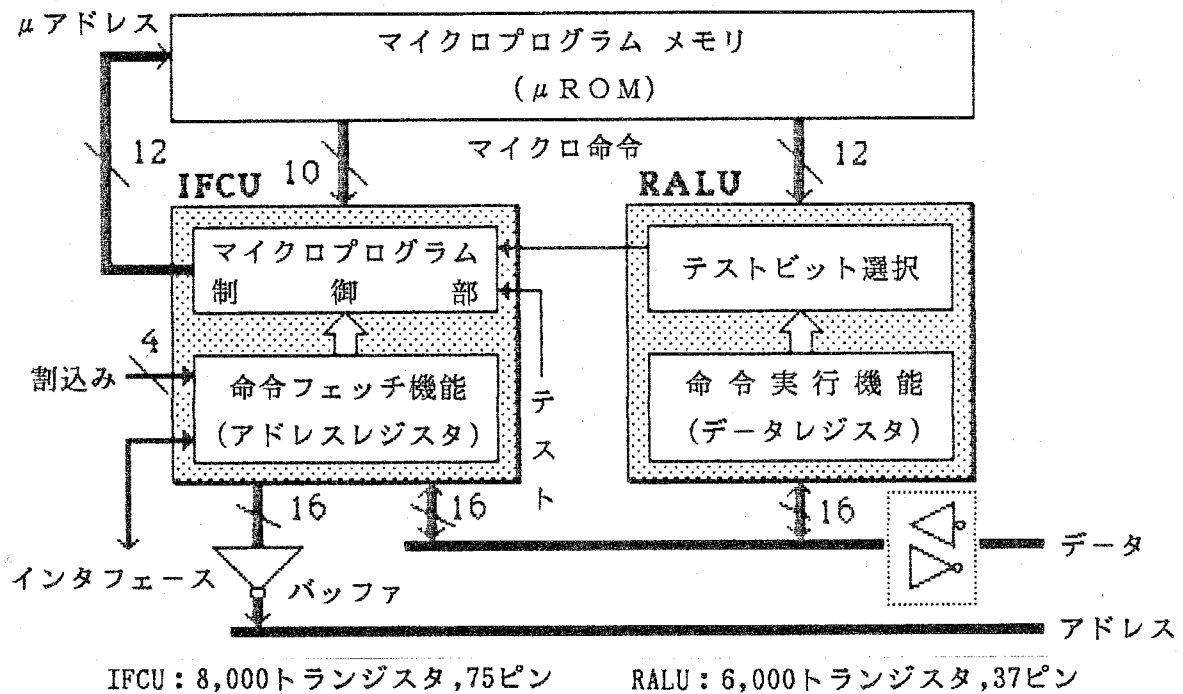 μアドレス
マイクロプログラム メモリ
(μROM)
12
10
マイクロ命令
12
IFCU
RALU
マイクロプログラム
制御部
テストビット選択
4
割込み
命令フェッチ機能
(アドレスレジスタ)
テスト
命令実行機能
(データレジスタ)
16
16
16
データ
インタフェース
バッファ
アドレス
IFCU:8,000トランジスタ,75ピン
RALU:6,000トランジスタ,37ピン